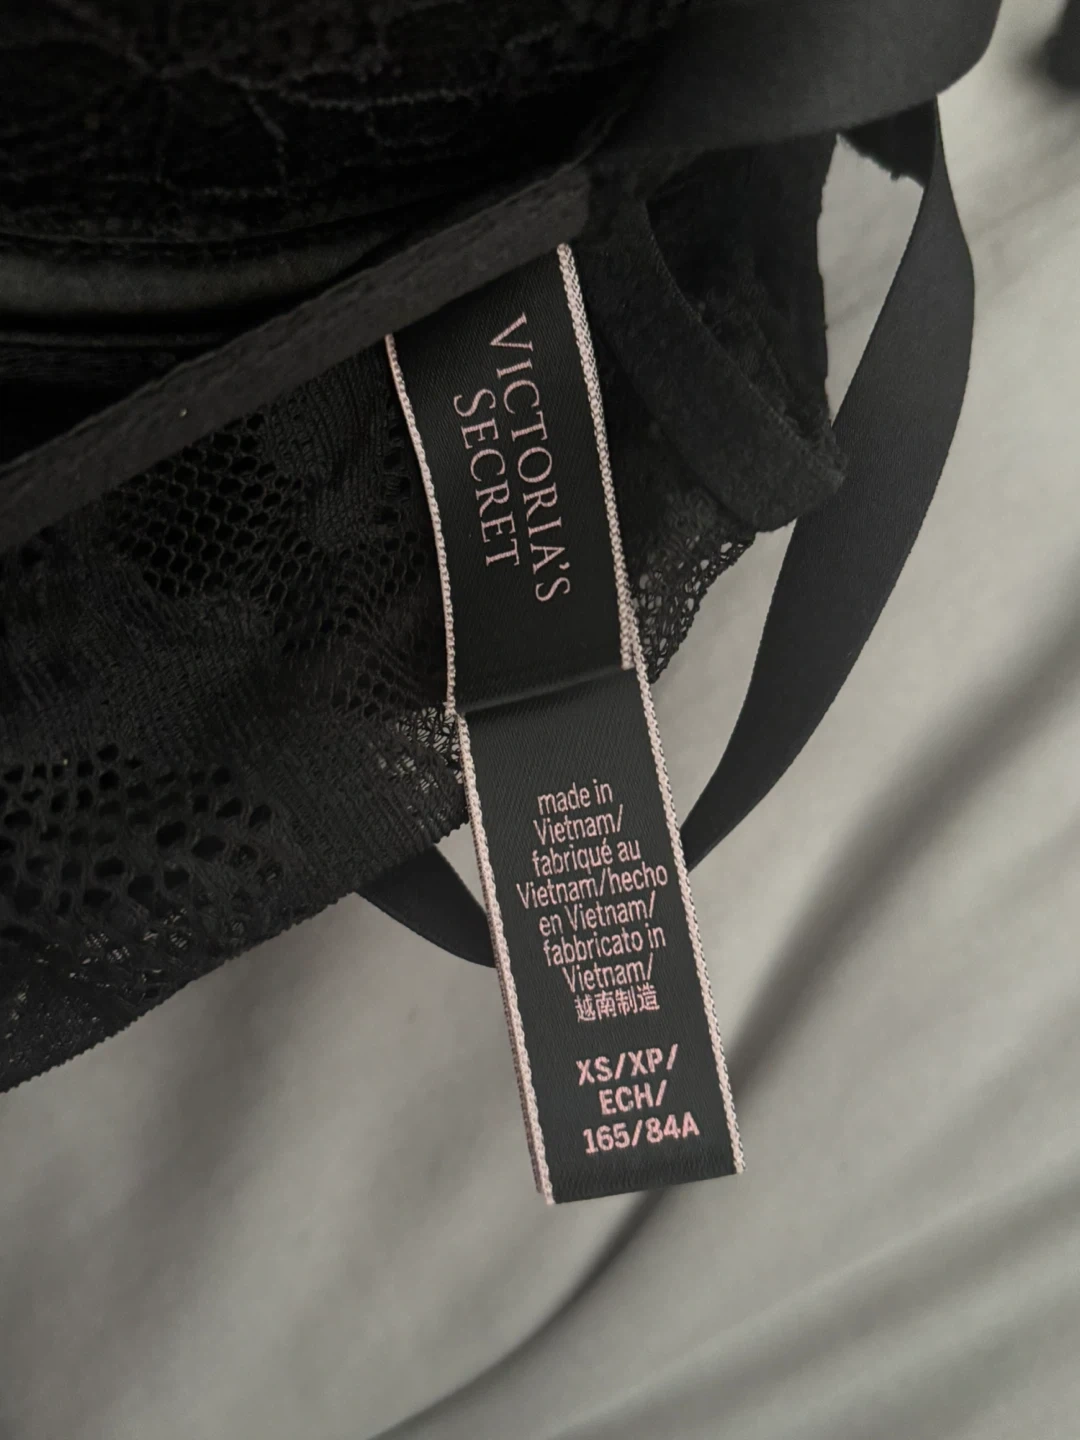 VICTORIA'S
SECRET
made in
Vietnam/
fabriqué au
Vietnam/hecho
en Vietnam/
fabbricato in
Vietnam/
越南制造
XS/XP/
ECH/
165/84A